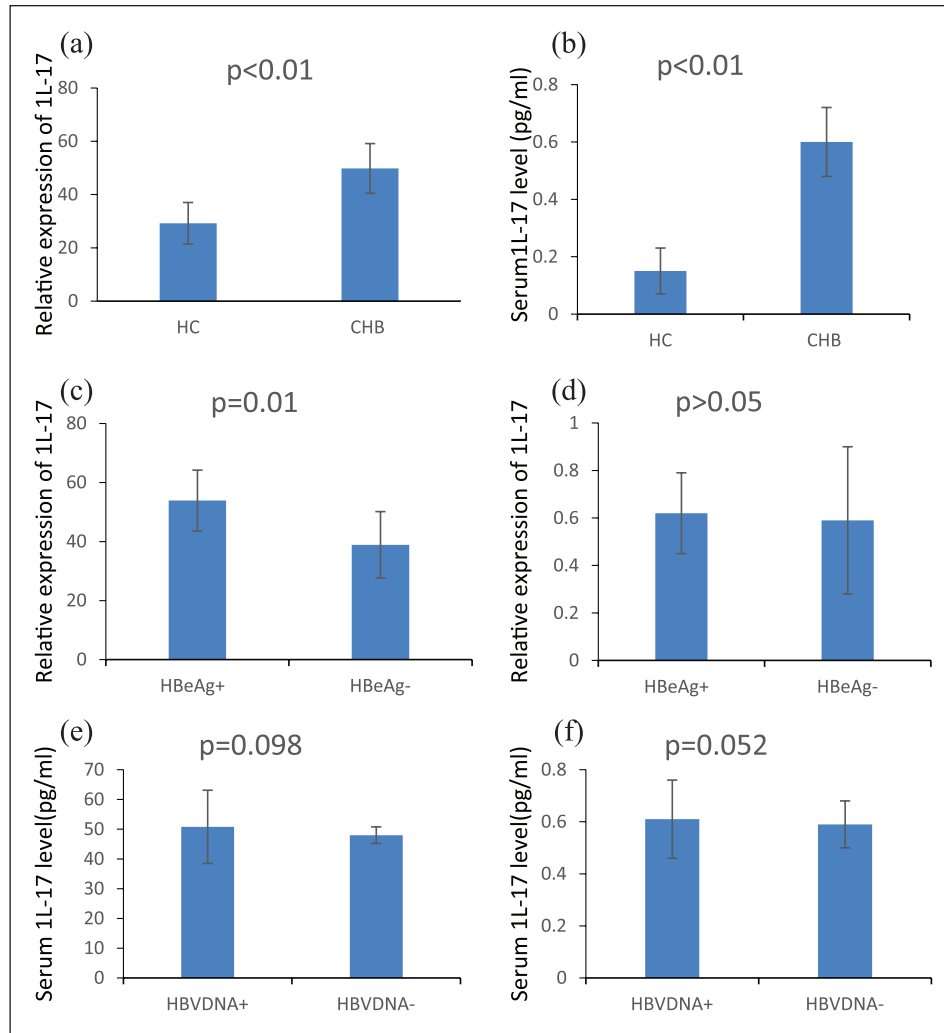 (a)
p<0.01
Relative expression of 1L-17
80
60
40
20
0
HC
CHB
(b)
p<0.01
Serum1L-17 level (pg/ml)
0.8
0.6
0.4
0.2
0
HC
CHB
(c)
p=0.01
Relative expression of 1L-17
80
60
40
20
0
HBeAg+
HBeAg-
(d)
p>0.05
Relative expression of 1L-17
1
0.8
0.6
0.4
0.2
0
HBeAg+
HBeAg-
(e)
p=0.098
Serum 1L-17 level(pg/ml)
70
60
50
40
30
20
10
0
HBVDNA+
HBVDNA-
(f)
p=0.052
Serum 1L-17 level(pg/ml)
0.8
0.6
0.4
0.2
0
HBVDNA+
HBVDNA-